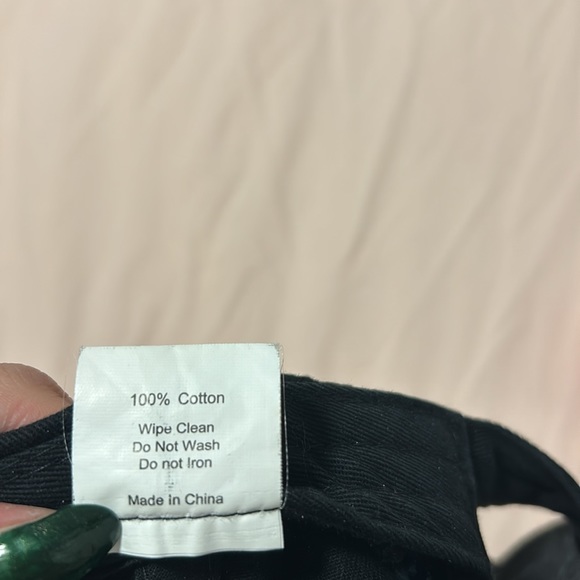 100% Cotton
Wipe Clean
Do Not Wash
Do not Iron
Made in China